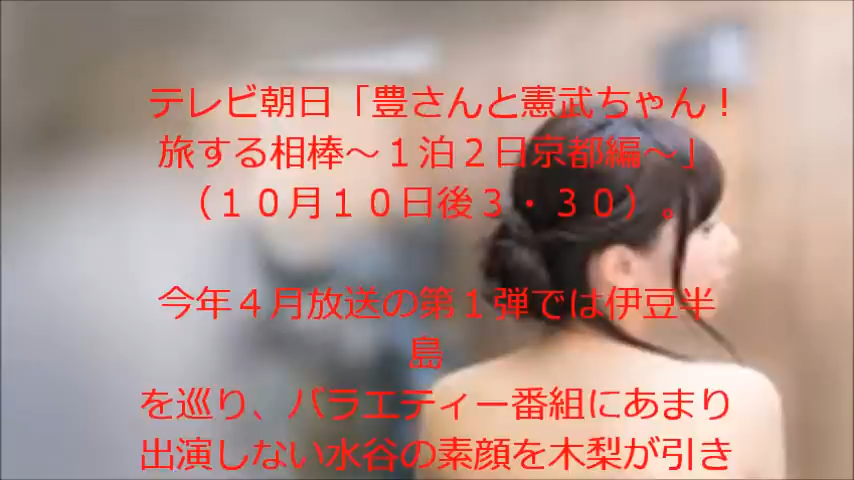 テレビ朝日「豊さんと憲武ちゃん！
旅する相棒～１泊２日京都編～」
（１０月１０日後３・３０）。
今年４月放送の第１弾では伊豆半
島
を巡り、バラエティー番組にあまり
出演しない水谷の素顔を木梨が引き